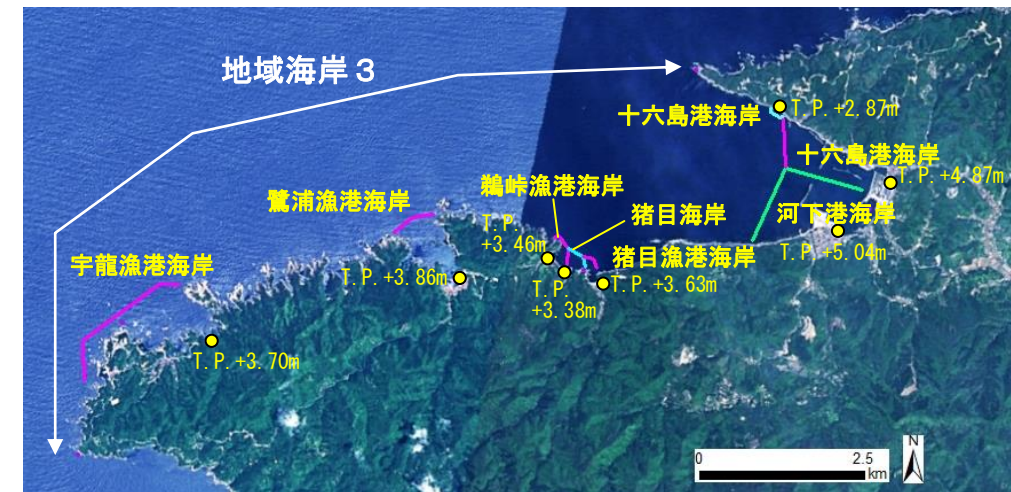 地域海岸３
十六島港海岸
T.P.+2.87m
十六島港海岸
T.P.+4.87m
鵜峠漁港海岸
鷺浦漁港海岸
猪目海岸
河下港海岸
T.P.
+3.46m
猪目漁港海岸
T.P.+5.04m
宇龍漁港海岸
T.P.+3.86m
T.P.+3.63m
T.P.
+3.38m
T.P.+3.70m
N
0
2.5
km